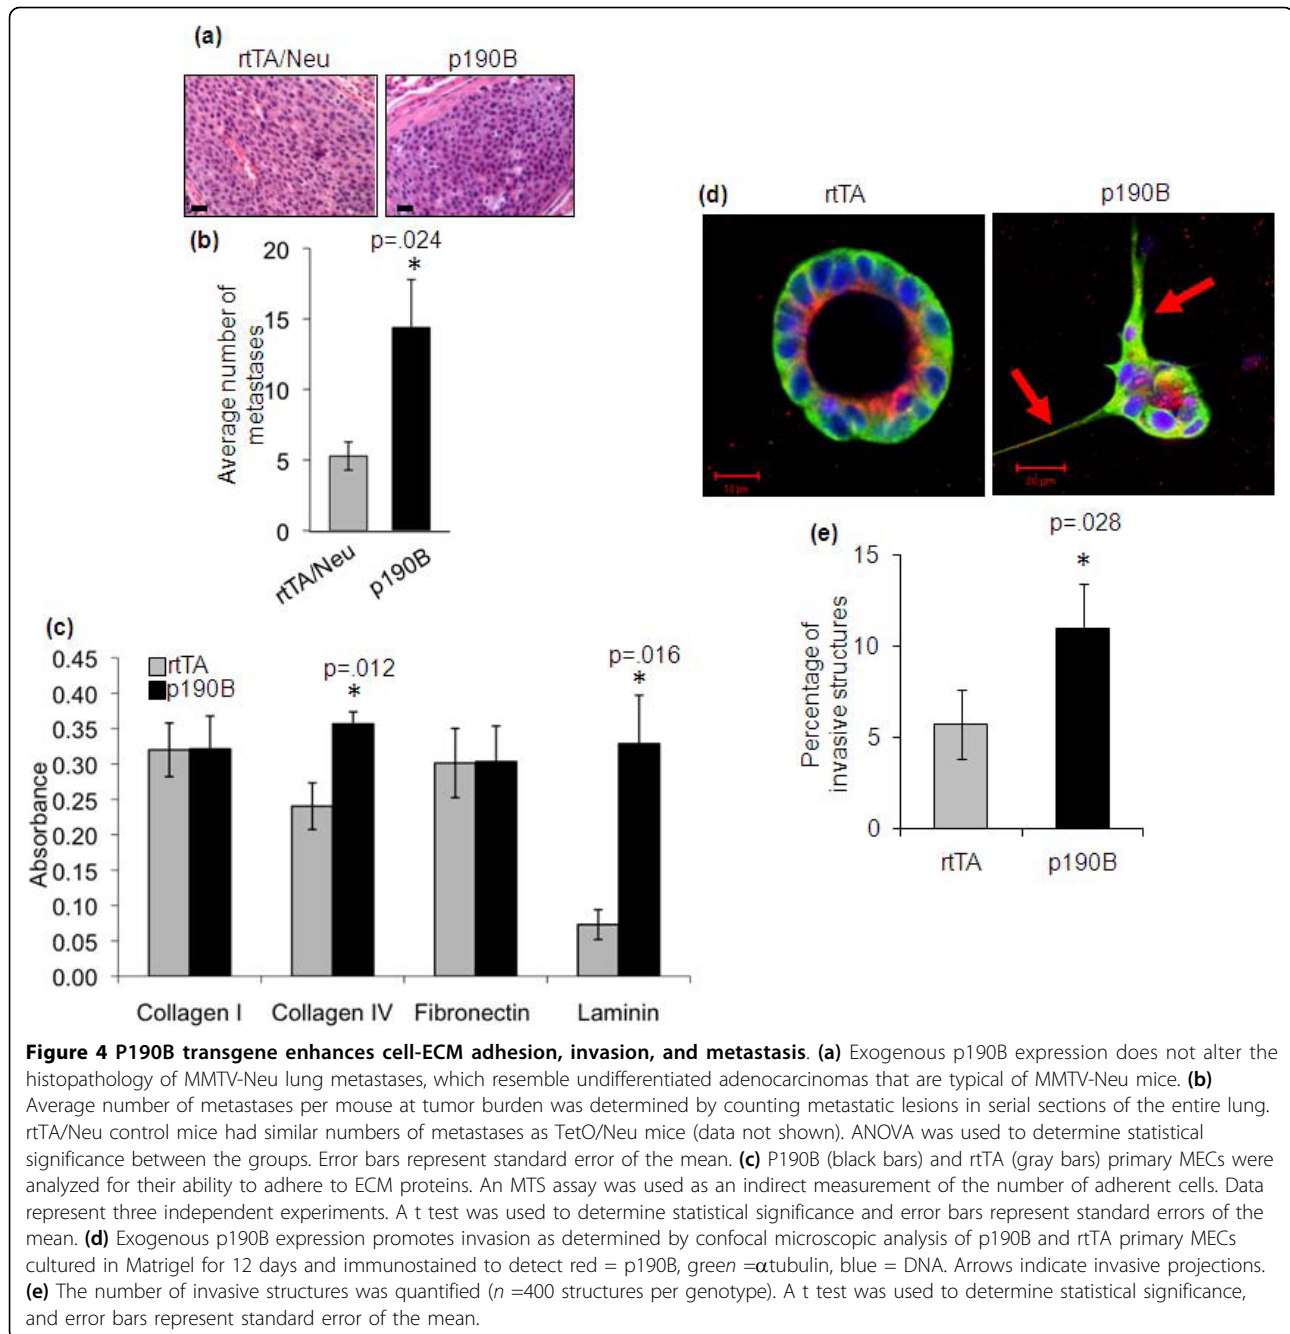 (a)
rtTA/Neu p190B
(b)
p=.024
*
20
15
10
5
0
Average number of
metastases
rtTA/Neu p190B
(c)
rtTA
p190B
p=.012
*
p=.016
*
0.45
0.40
0.35
0.30
0.25
0.20
0.15
0.10
0.05
0.00
Absorbance
Collagen I Collagen IV Fibronectin Laminin
(d)
rtTA p190B
10 µm
20 µm
(e)
p=.028
*
15
10
5
0
Percentage of
invasive structures
rtTA p190B
Figure 4 P190B transgene enhances cell-ECM adhesion, invasion, and metastasis. (a) Exogenous p190B expression does not alter the
histopathology of MMTV-Neu lung metastases, which resemble undifferentiated adenocarcinomas that are typical of MMTV-Neu mice. (b)
Average number of metastases per mouse at tumor burden was determined by counting metastatic lesions in serial sections of the entire lung.
rtTA/Neu control mice had similar numbers of metastases as TetO/Neu mice (data not shown). ANOVA was used to determine statistical
significance between the groups. Error bars represent standard error of the mean. (c) P190B (black bars) and rtTA (gray bars) primary MECs were
analyzed for their ability to adhere to ECM proteins. An MTS assay was used as an indirect measurement of the number of adherent cells. Data
represent three independent experiments. A t test was used to determine statistical significance and error bars represent standard errors of the
mean. (d) Exogenous p190B expression promotes invasion as determined by confocal microscopic analysis of p190B and rtTA primary MECs
cultured in Matrigel for 12 days and immunostained to detect red = p190B, green =αtubulin, blue = DNA. Arrows indicate invasive projections.
(e) The number of invasive structures was quantified (n =400 structures per genotype). A t test was used to determine statistical significance,
and error bars represent standard error of the mean.